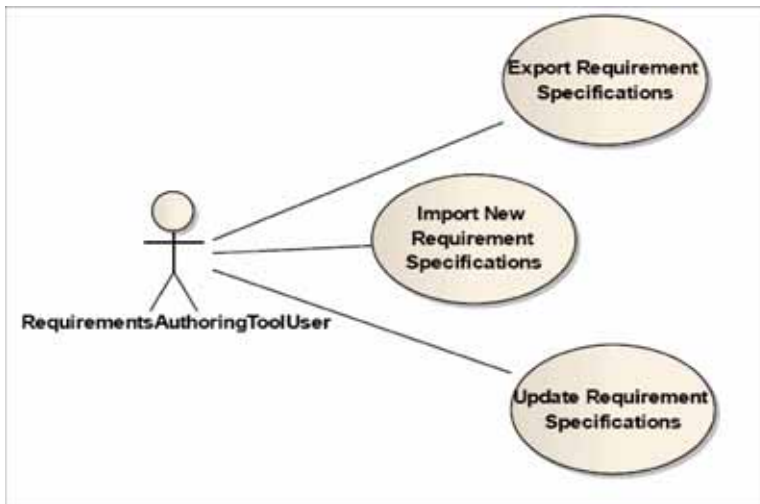 Export Requirement
Specifications
Import New
Requirement
Specifications
RequirementsAuthoringToolUser
Update Requirement
Specifications